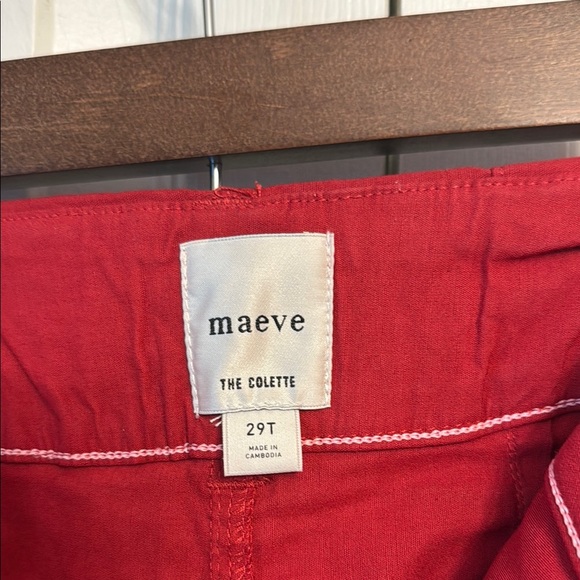 maeve
THE COLETTE
29T
MADE IN
CAMBODIA